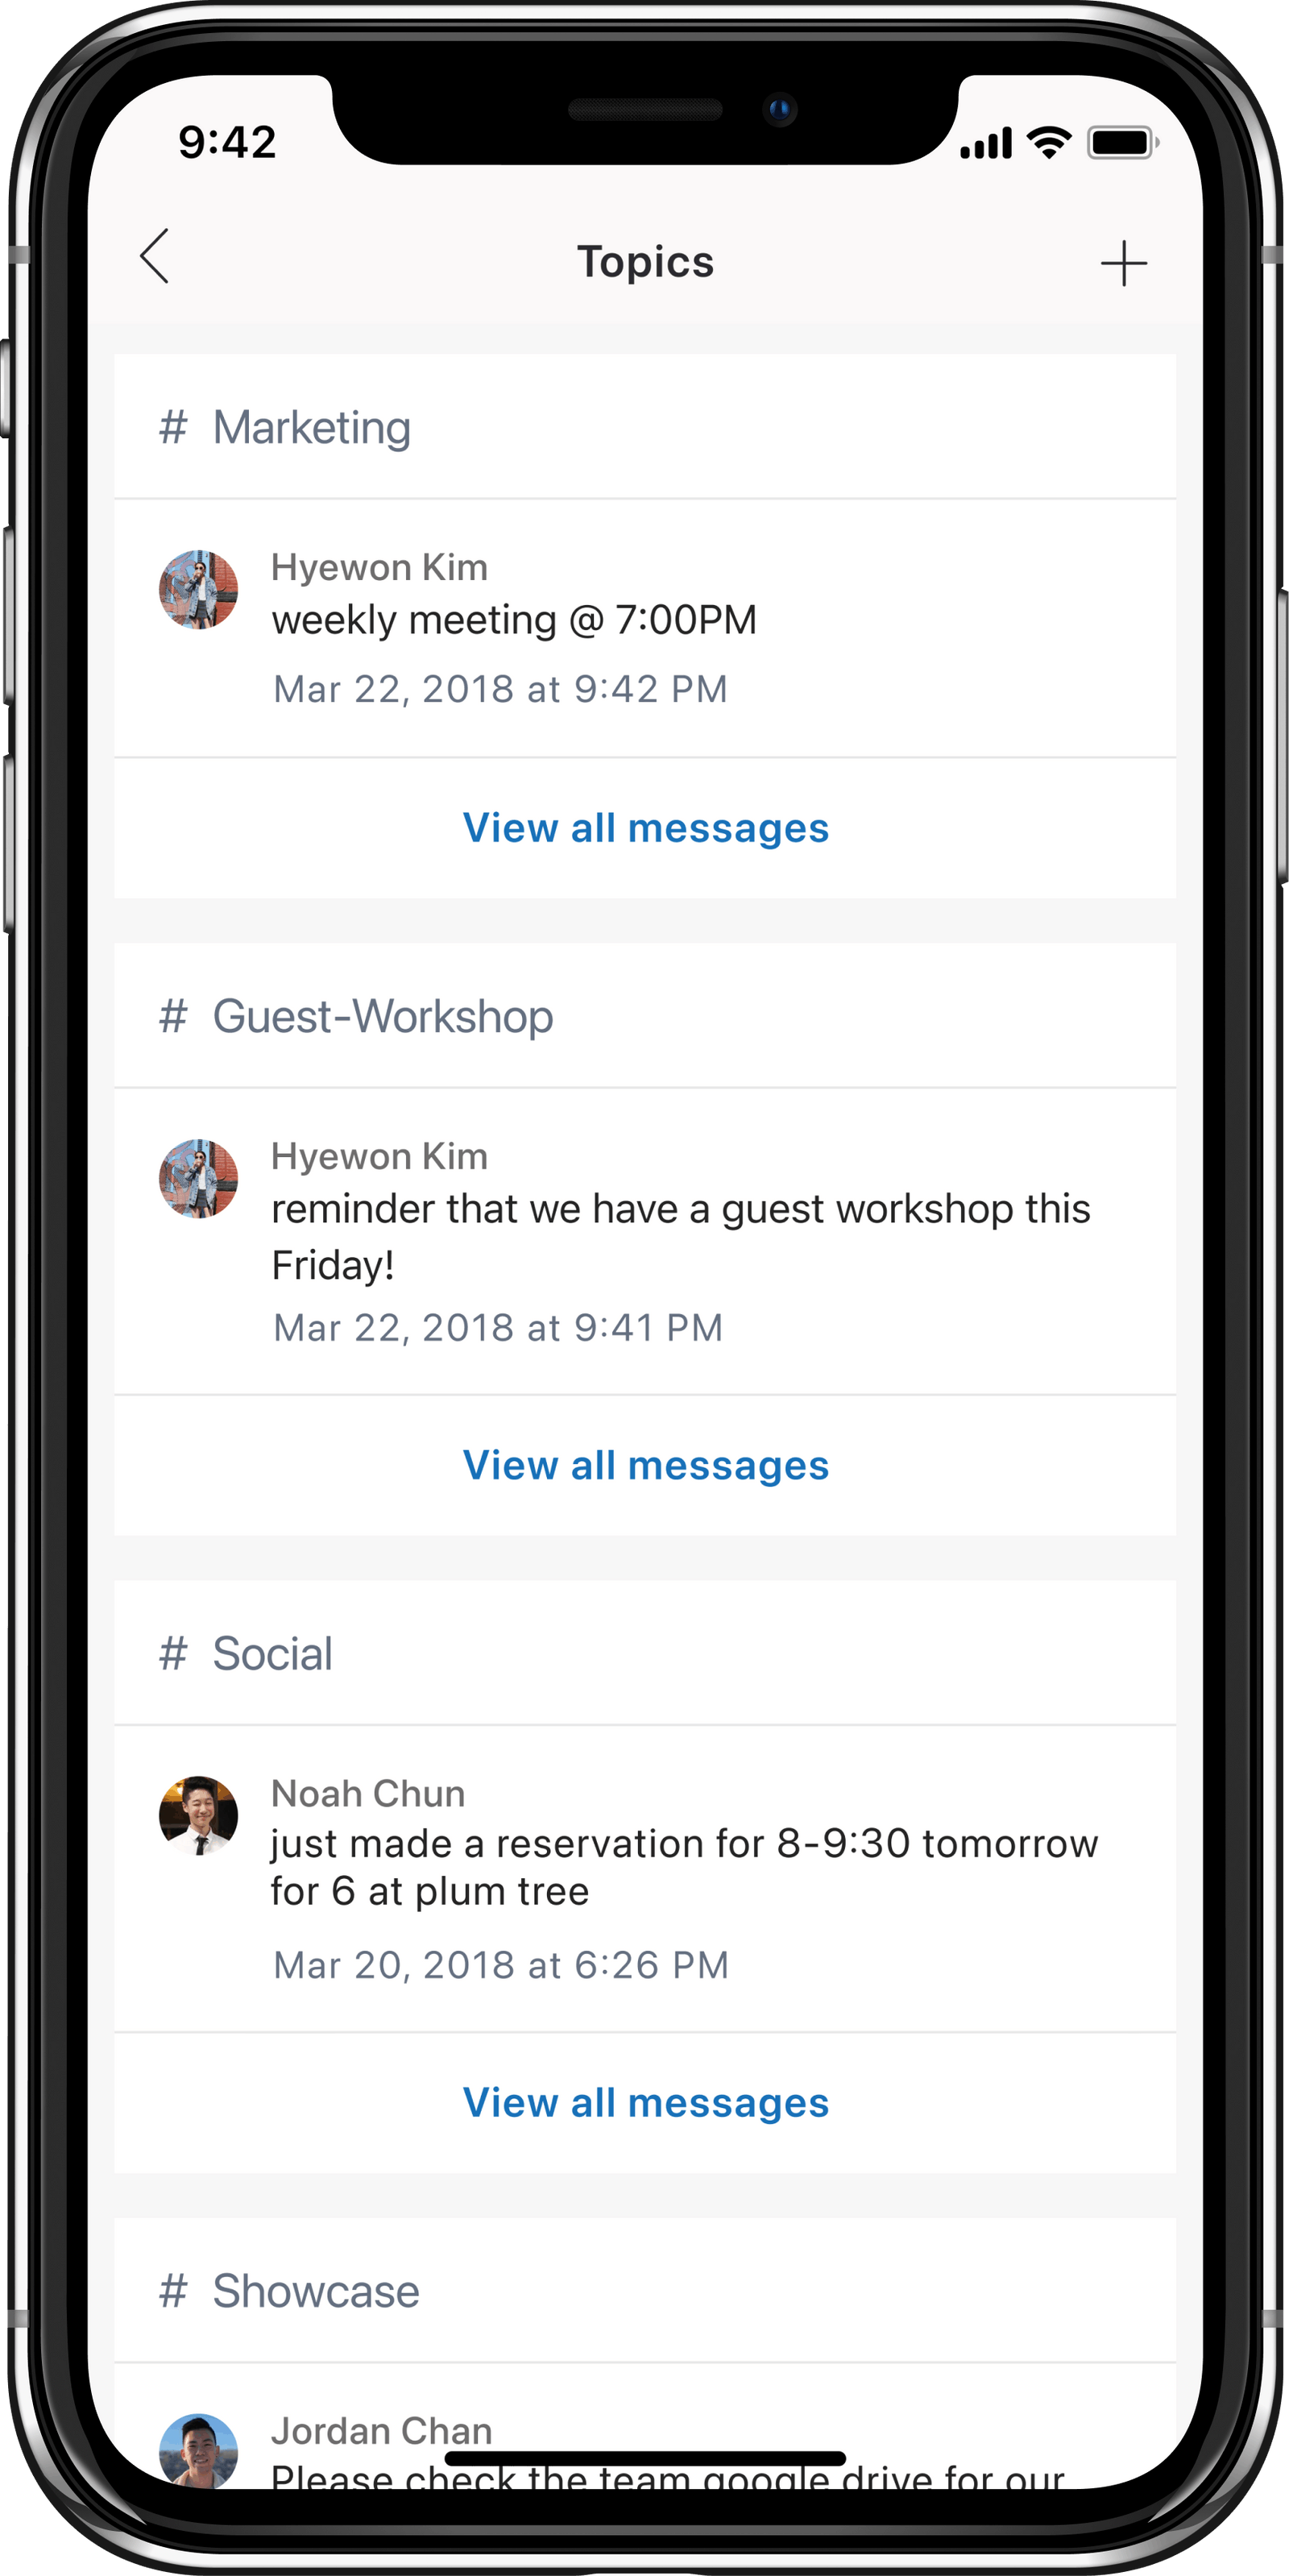 9:42
Topics
# Marketing
Hyewon Kim
weekly meeting @ 7:00PM
Mar 22, 2018 at 9:42 PM
View all messages
# Guest-Workshop
Hyewon Kim
reminder that we have a guest workshop this
Friday!
Mar 22, 2018 at 9:41 PM
View all messages
# Social
Noah Chun
just made a reservation for 8-9:30 tomorrow
for 6 at plum tree
Mar 20, 2018 at 6:26 PM
View all messages
# Showcase
Jordan Chan
Please check the team google drive for our